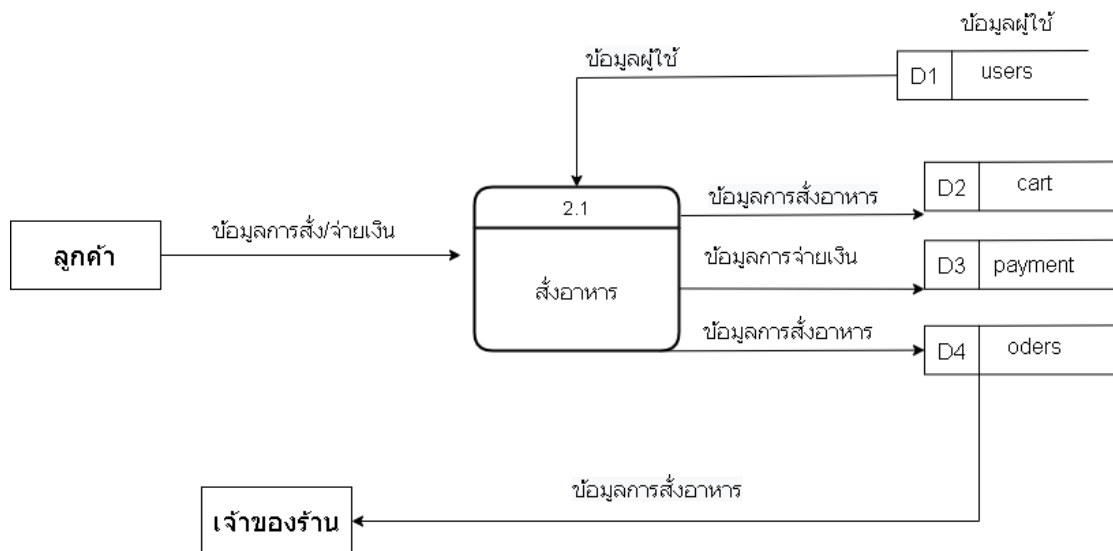 ข้อมูลผู้ใช้
ข้อมูลผู้ใช้
D1 users
2.1
ข้อมูลการสั่งอาหาร
D2 cart
ลูกค้า
ข้อมูลการสั่ง/จ่ายเงิน
สั่งอาหาร
ข้อมูลการจ่ายเงิน
D3 payment
ข้อมูลการสั่งอาหาร
D4 oders
ข้อมูลการสั่งอาหาร
เจ้าของร้าน